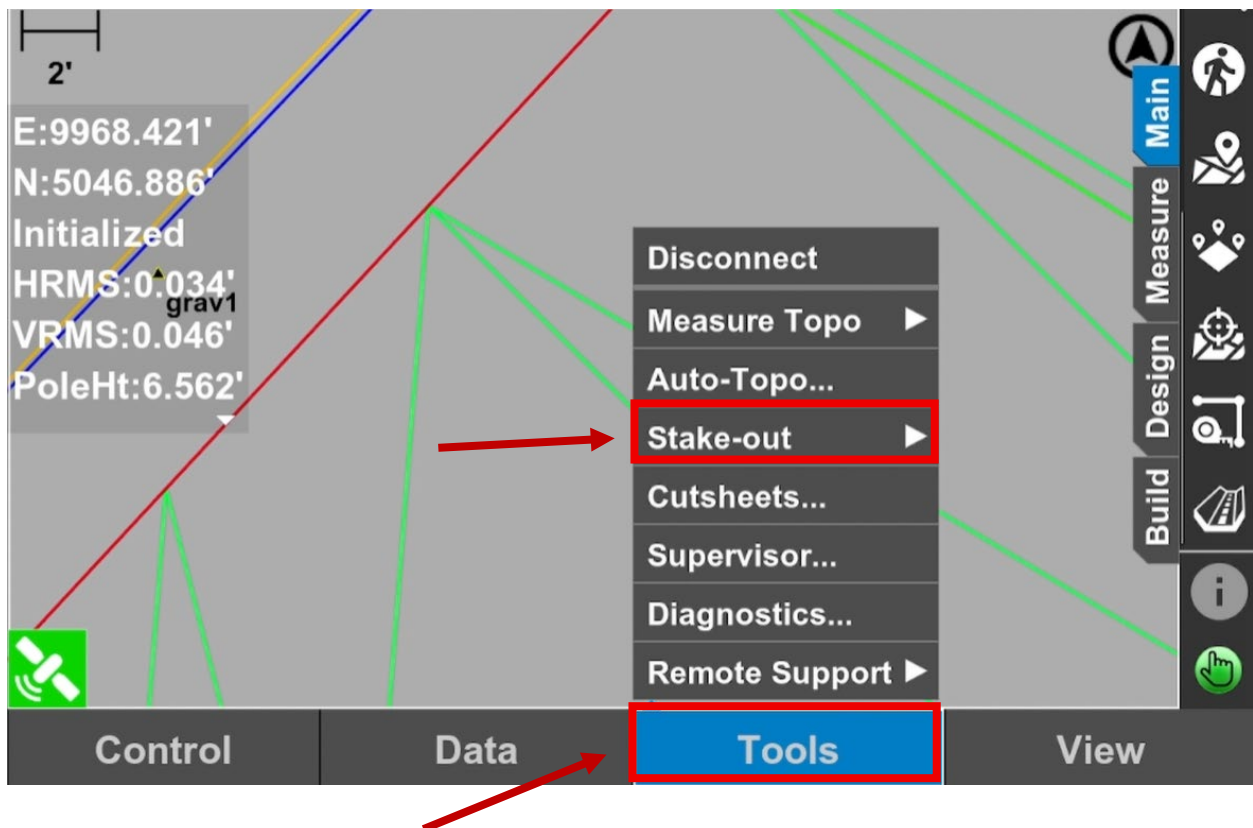 2'
E:9968.421'
N:5046.886'
Initialized
HRMS:0.034'
grav1
VRMS:0.046'
PoleHt:6.562'
Disconnect
Measure Topo
Auto-Topo...
Stake-out
Cutsheets...
Supervisor...
Diagnostics...
Remote Support
Main
Measure
Design
Build
i
Control
Data
Tools
View